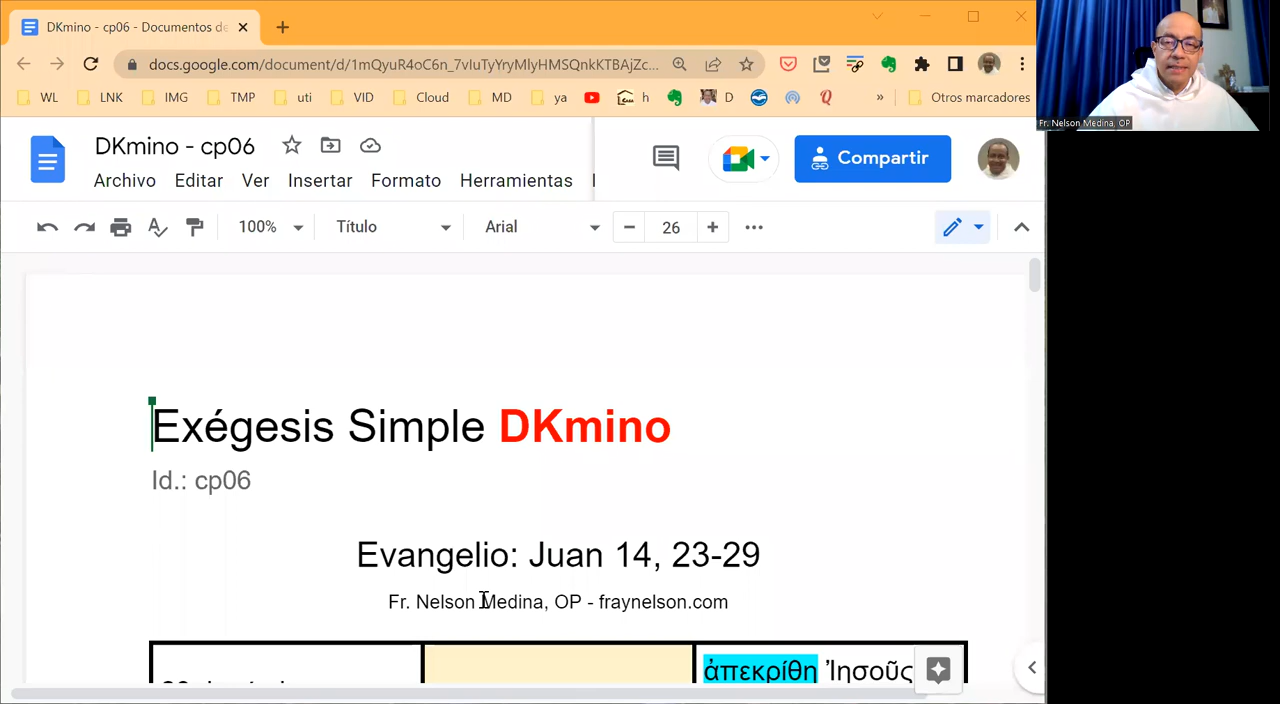 DKmino - cp06 - Documentos de
docs.google.com/document/d/1mQyuR4oC6n_7MuTyYryMlyHMSQnkKTBAjZc...
WL LNK IMG TMP uti VID Cloud MD ya h D » Otros marcadores
Fr. Nelson Medina, OP
DKmino - cp06
Compartir
Archivo Editar Ver Insertar Formato Herramientas
100% Título Arial 26
Exégesis Simple DKmino
Id.: cp06
Evangelio: Juan 14, 23-29
Fr. Nelson Medina, OP - fraynelson.com
ἀπεκρίθη Ἰησοῦς